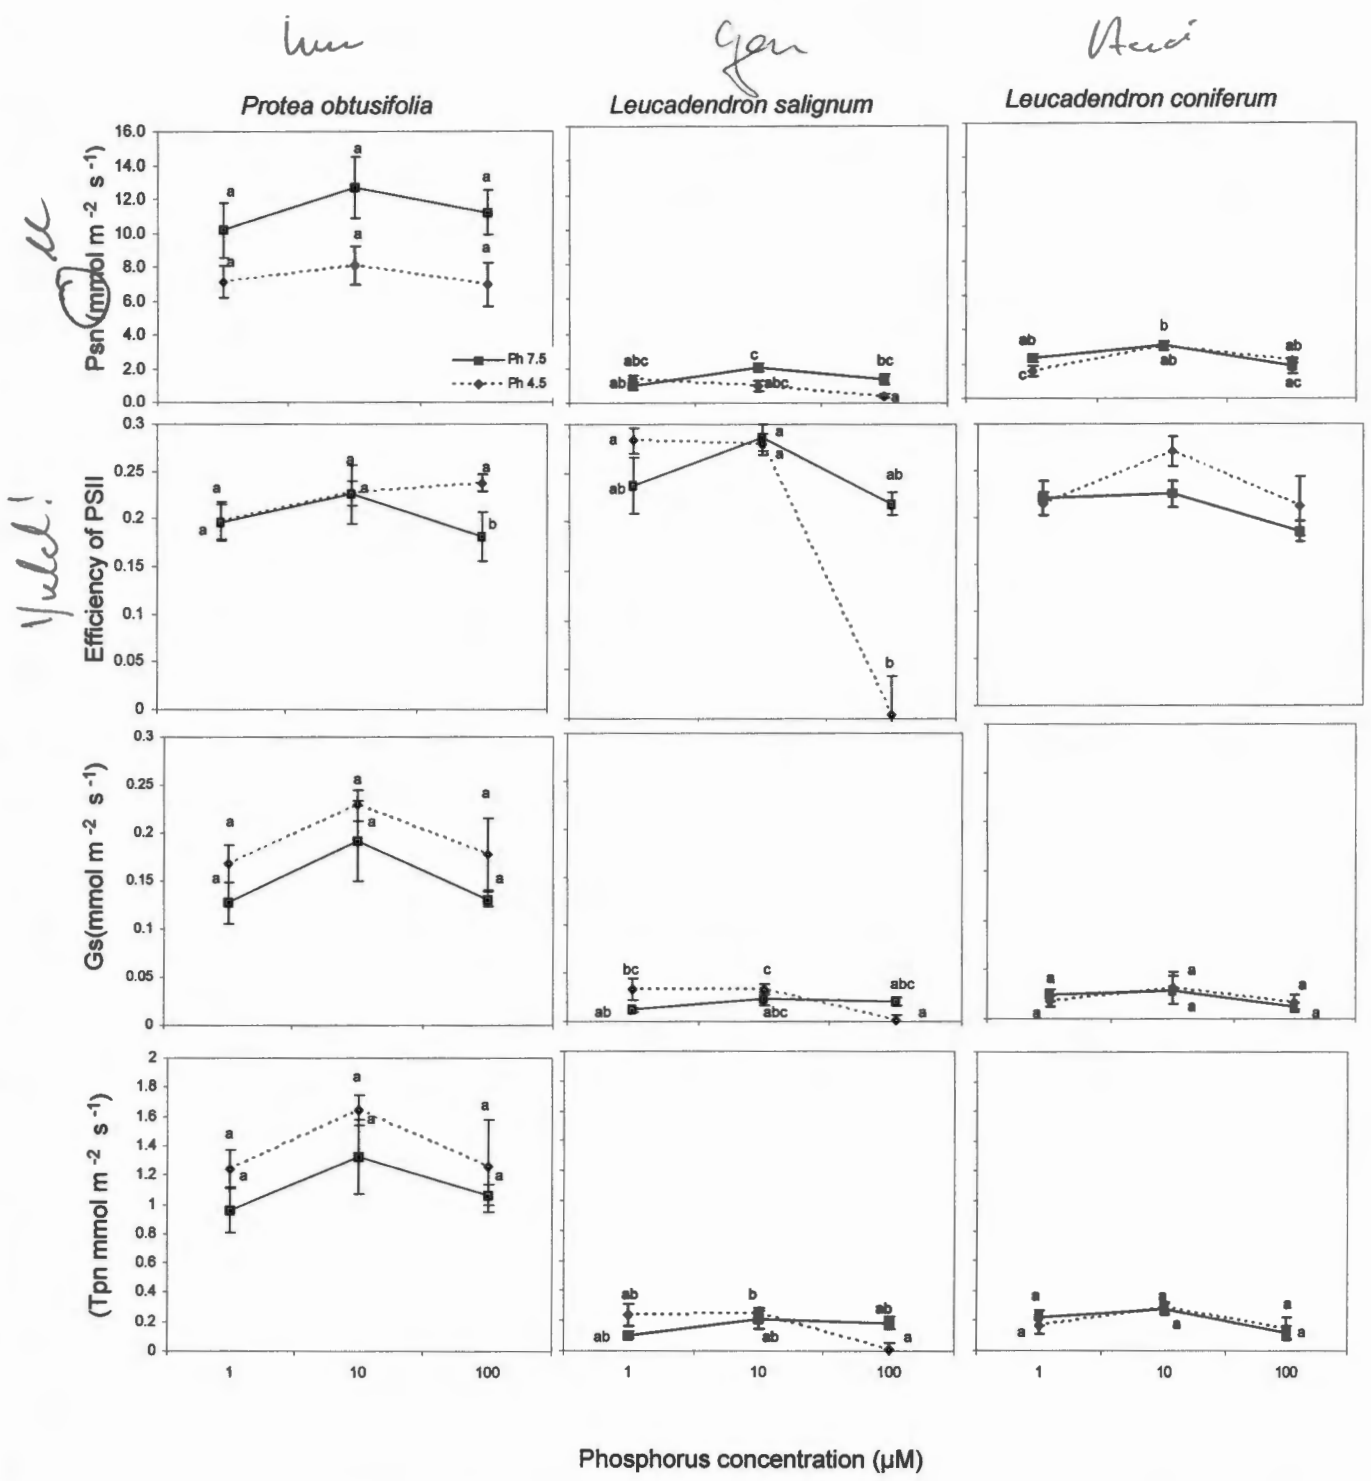 Gen
Acid
Protea obtusifolia Leucadendron salignum Leucadendron coniferum
Psn (mmol m -2 s -1)
16.0
14.0
12.0
10.0
8.0
6.0
4.0
2.0
0.0
a a a
a a a
Ph 7.5
Ph 4.5
abc c bc
ab abc a
ab b ab
c ab ac
Yield!
Efficiency of PSII
0.3
0.25
0.2
0.15
0.1
0.05
0
a a a
a a b
a a ab
ab a b
Gs(mmol m -2 s -1)
0.3
0.25
0.2
0.15
0.1
0.05
0
a a a
a a a
bc c abc
ab abc a
a a a
a a a
(Tpn mmol m -2 s -1)
2
1.8
1.6
1.4
1.2
1
0.8
0.6
0.4
0.2
0
a a a
a a a
ab b ab
ab ab a
a a a
a a a
1 10 100 1 10 100 1 10 100
Phosphorus concentration (µM)